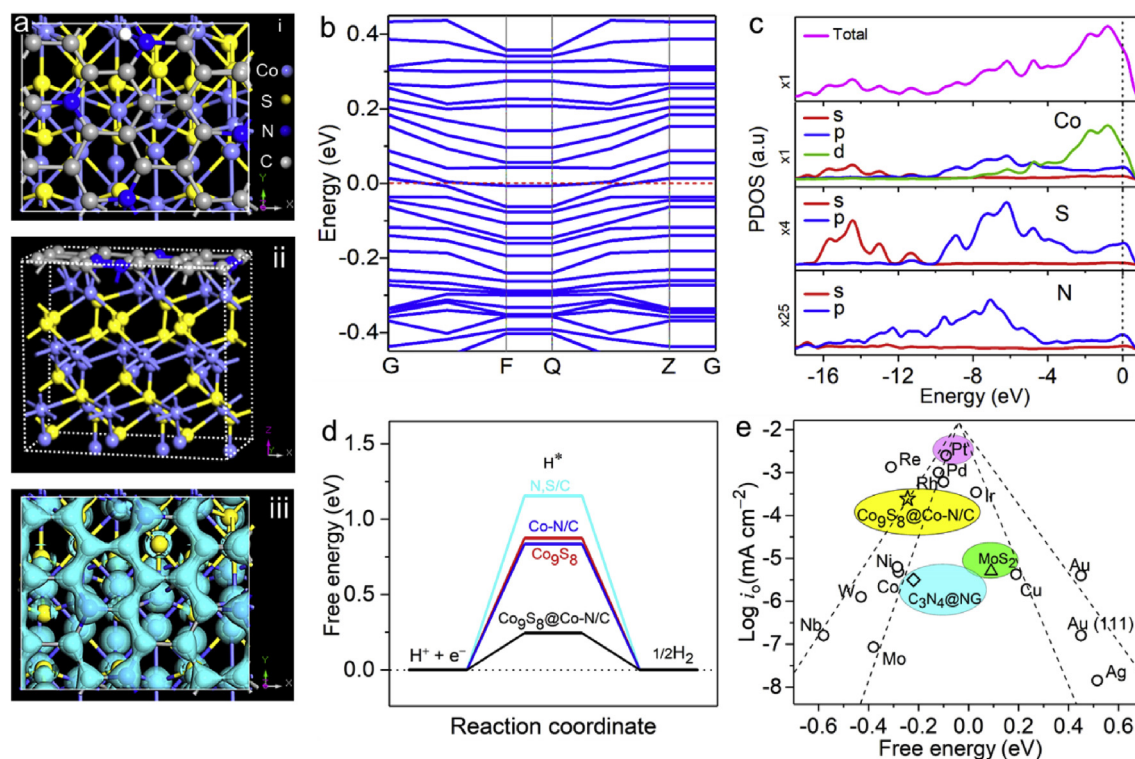 a
i
Co
S
N
C
Y
X
ii
Z
X
iii
Y
X
b
Energy (eV)
0.4
0.2
0.0
-0.2
-0.4
G F Q Z G
c
PDOS (a.u)
x1
Total
x1
s
p
d
Co
x4
s
p
S
x25
s
p
N
-16 -12 -8 -4 0
Energy (eV)
d
Free energy (eV)
1.5
1.0
0.5
0.0
H*
N,S/C
Co-N/C
Co₉S₈
Co₉S₈@Co-N/C
H⁺ + e⁻
1/2H₂
Reaction coordinate
e
Log i₀(mA cm⁻²)
-2
-3
-4
-5
-6
-7
-8
Pt
Re
Pd
Rh
Ir
Co₉S₈@Co-N/C
Ni
MoS₂
Au
Co
Cu
W
C₃N₄@NG
Nb
Au (111)
Mo
Ag
-0.6 -0.4 -0.2 0.0 0.2 0.4 0.6
Free energy (eV)